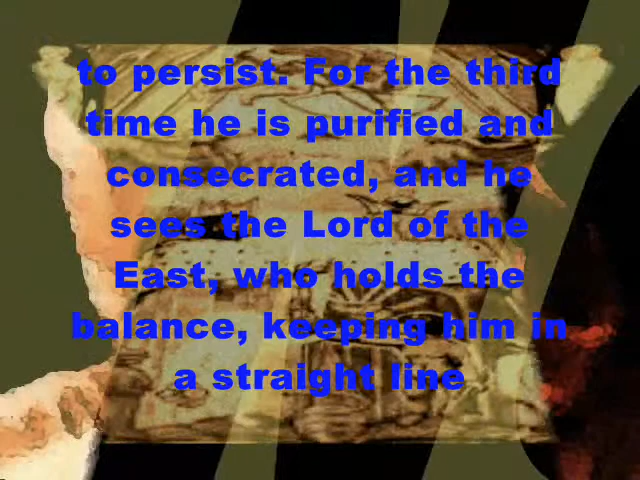 to persist. For the third
time he is purified and
consecrated, and he
sees the Lord of the
East, who holds the
balance, keeping him in
a straight line